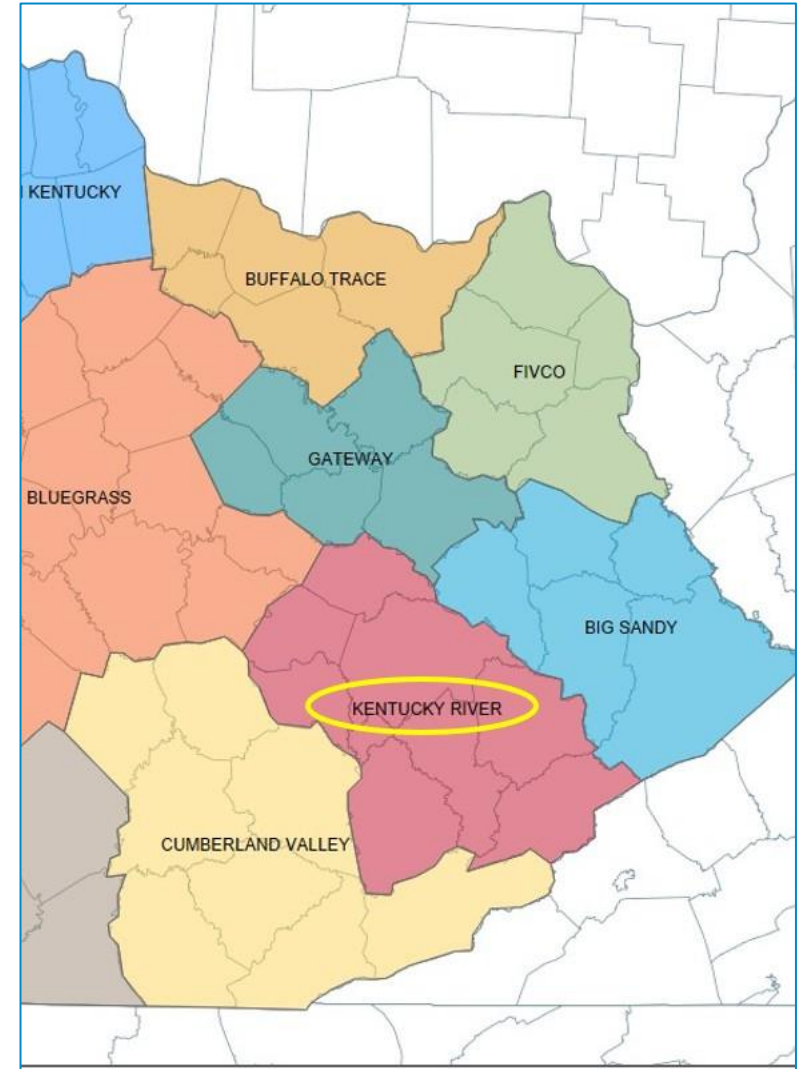 KENTUCKY
BUFFALO TRACE
FIVCO
GATEWAY
BLUEGRASS
BIG SANDY
KENTUCKY RIVER
CUMBERLAND VALLEY